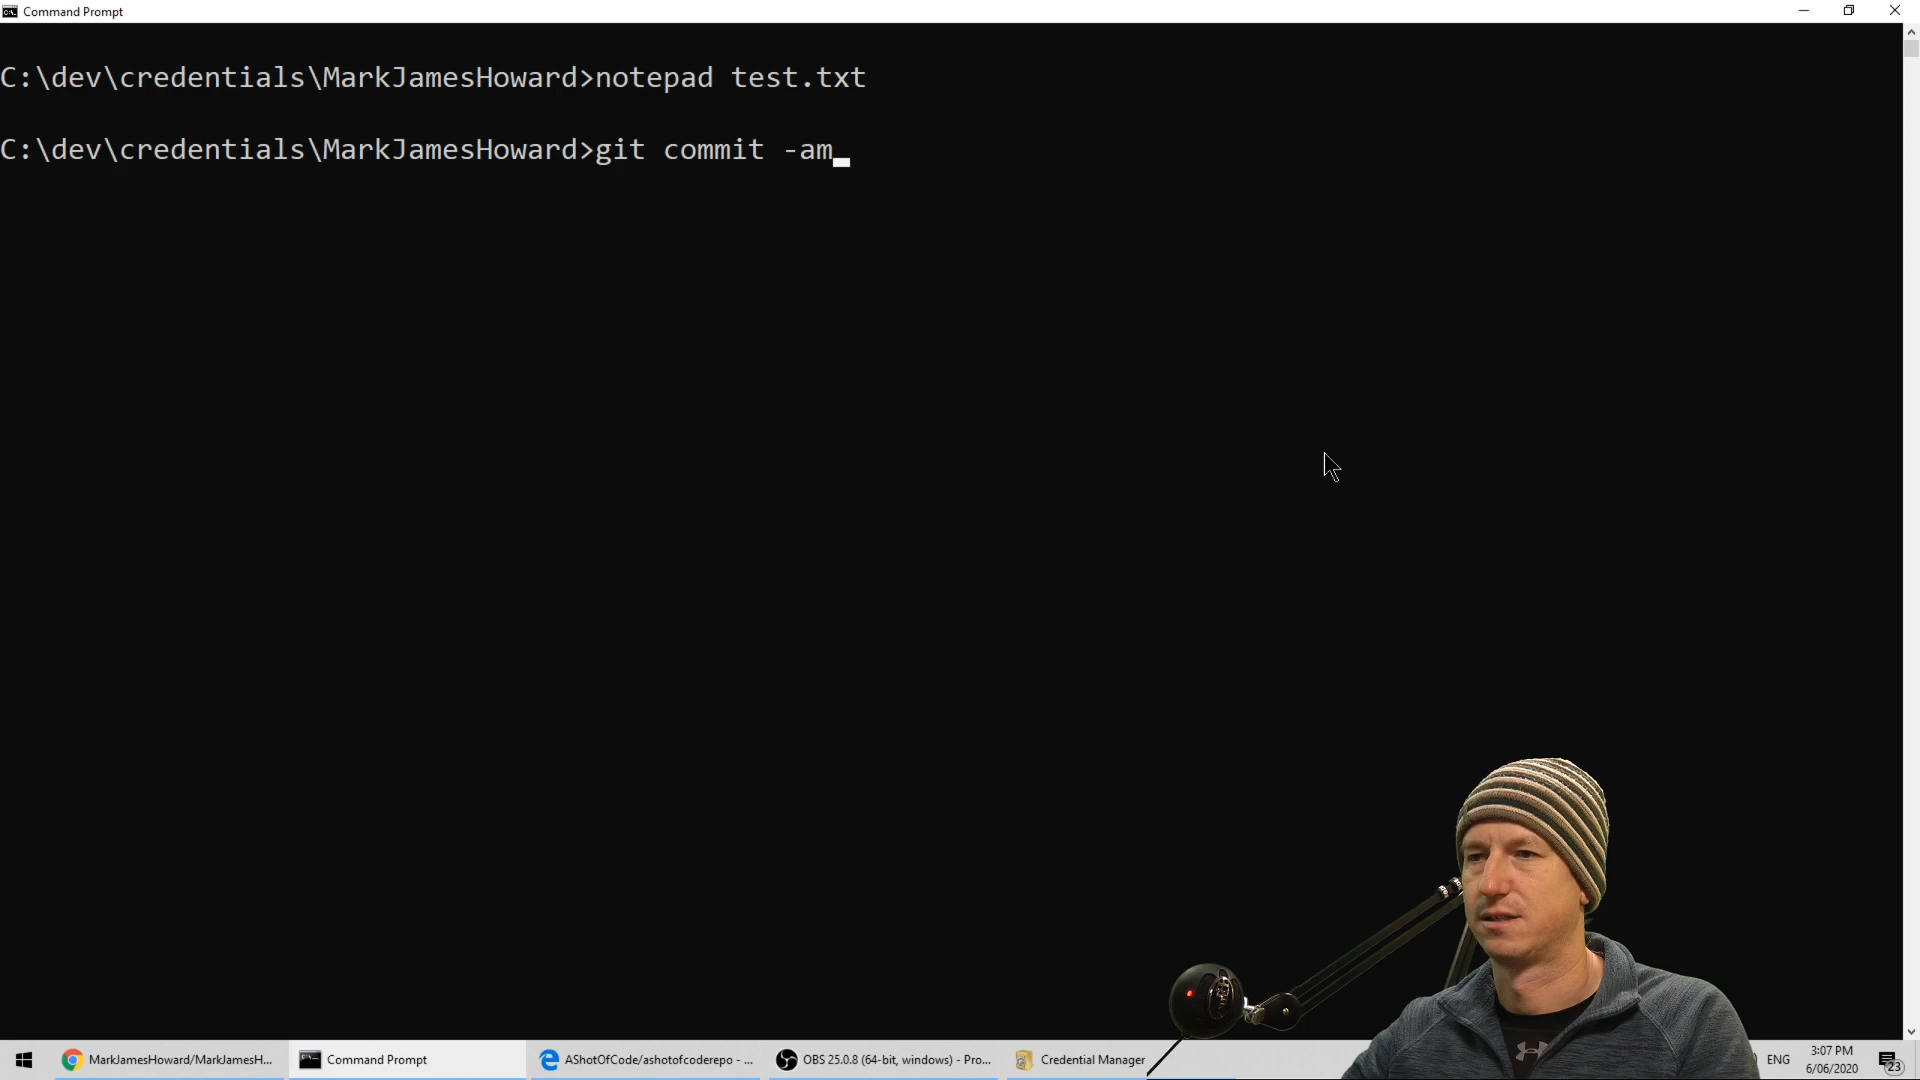 Command Prompt
C:\dev\credentials\MarkJamesHoward>notepad test.txt
C:\dev\credentials\MarkJamesHoward>git commit -am
MarkJamesHoward/MarkJamesH...
Command Prompt
AShotOfCode/ashotofcoderepo - ...
OBS 25.0.8 (64-bit, windows) - Pro...
Credential Manager
ENG
3:07 PM
6/06/2020
23